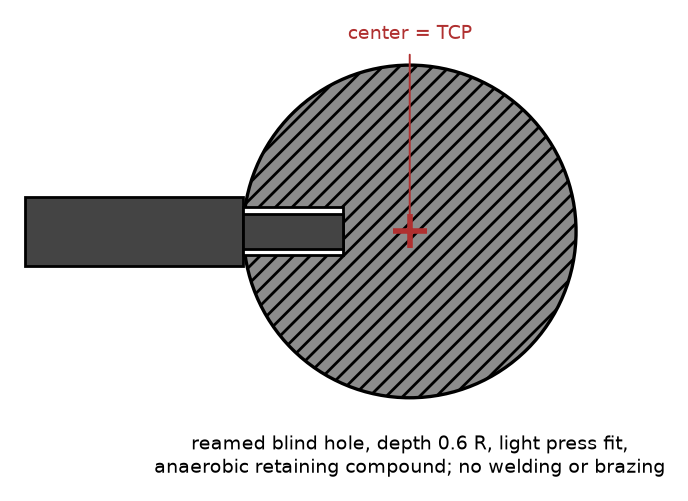 center = TCP
reamed blind hole, depth 0.6 R, light press fit,
anaerobic retaining compound; no welding or brazing